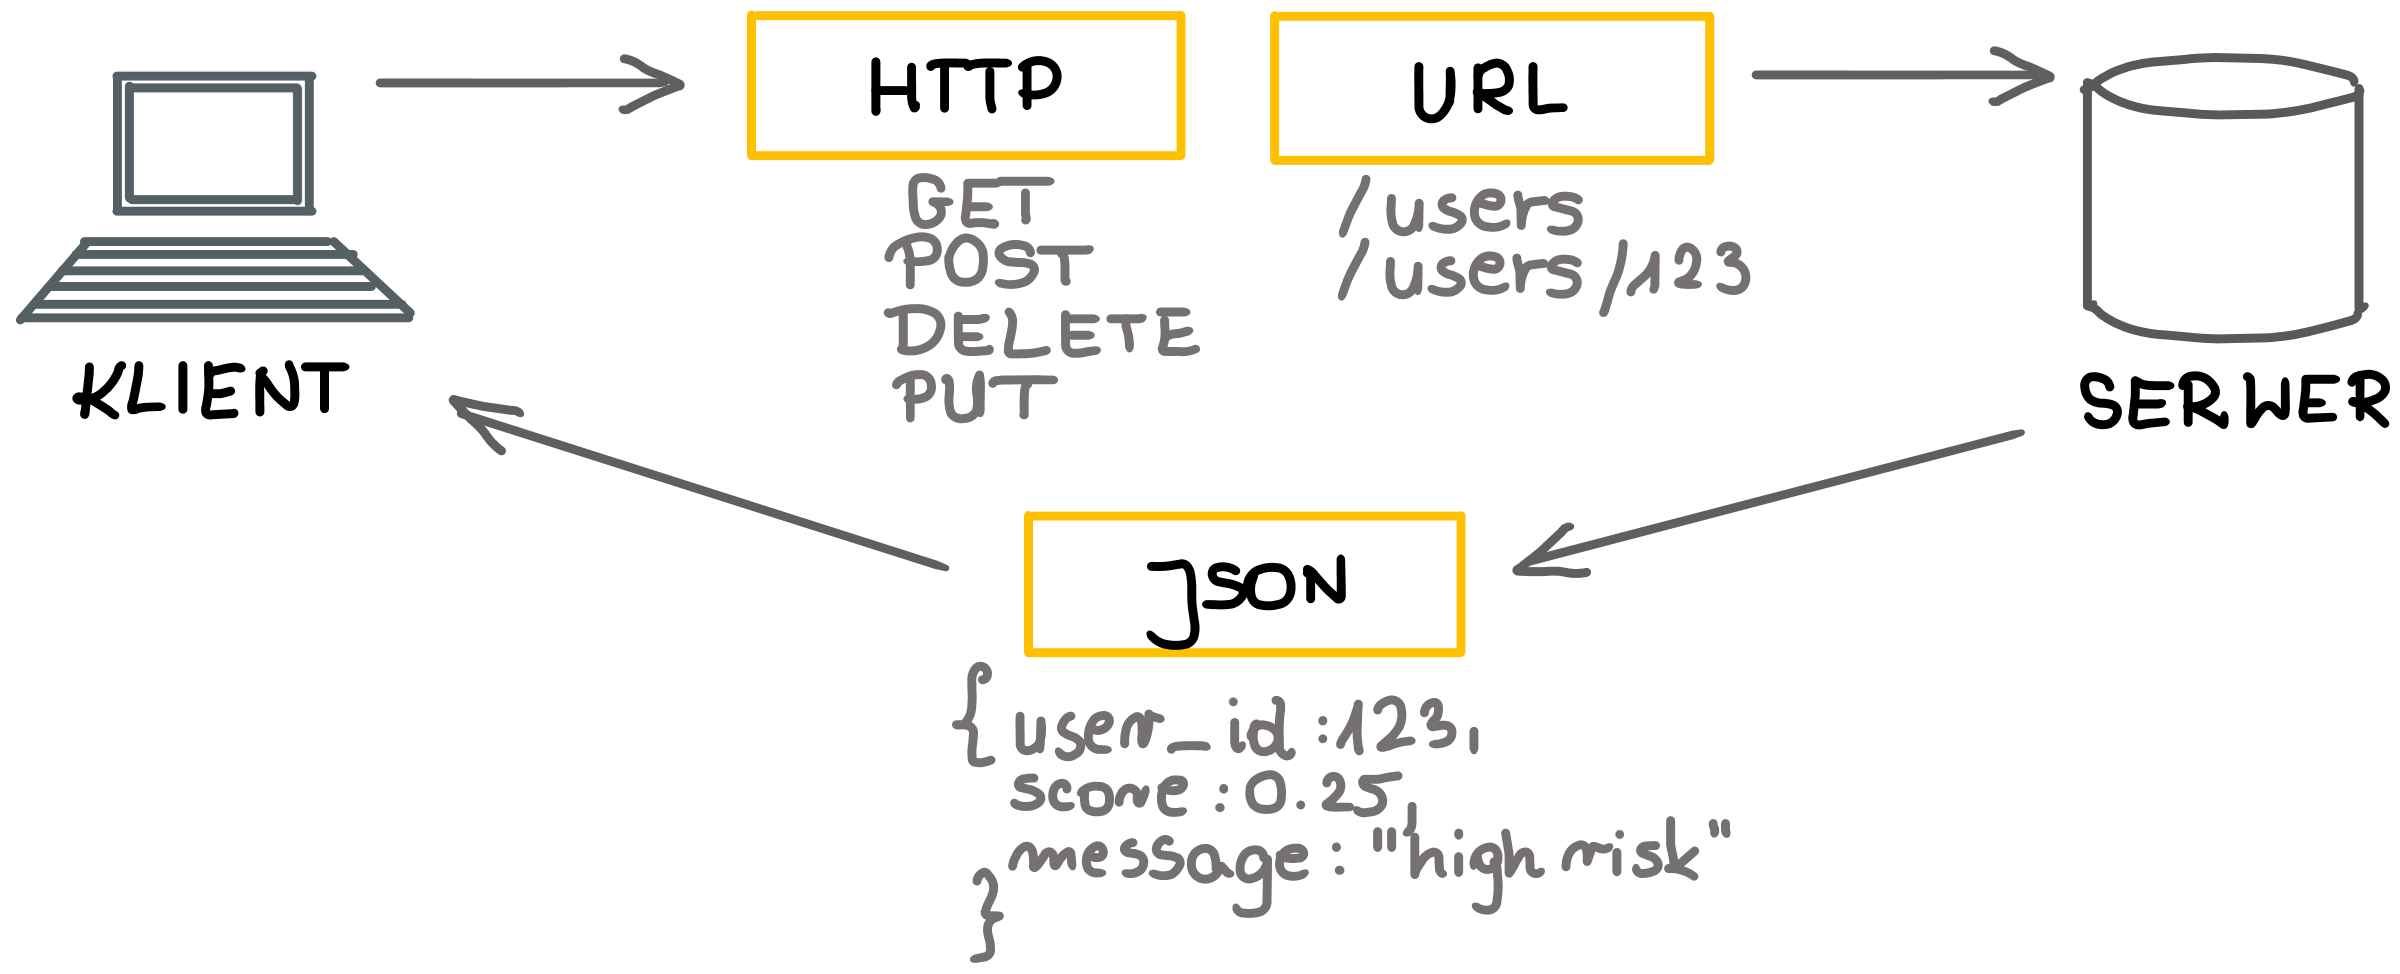 HTTP
URL
GET
POST
DELETE
PUT
/users
/users/123
KLIENT
SERWER
JSON
{user_id:123,
score:0.25,
message:"high risk"
}